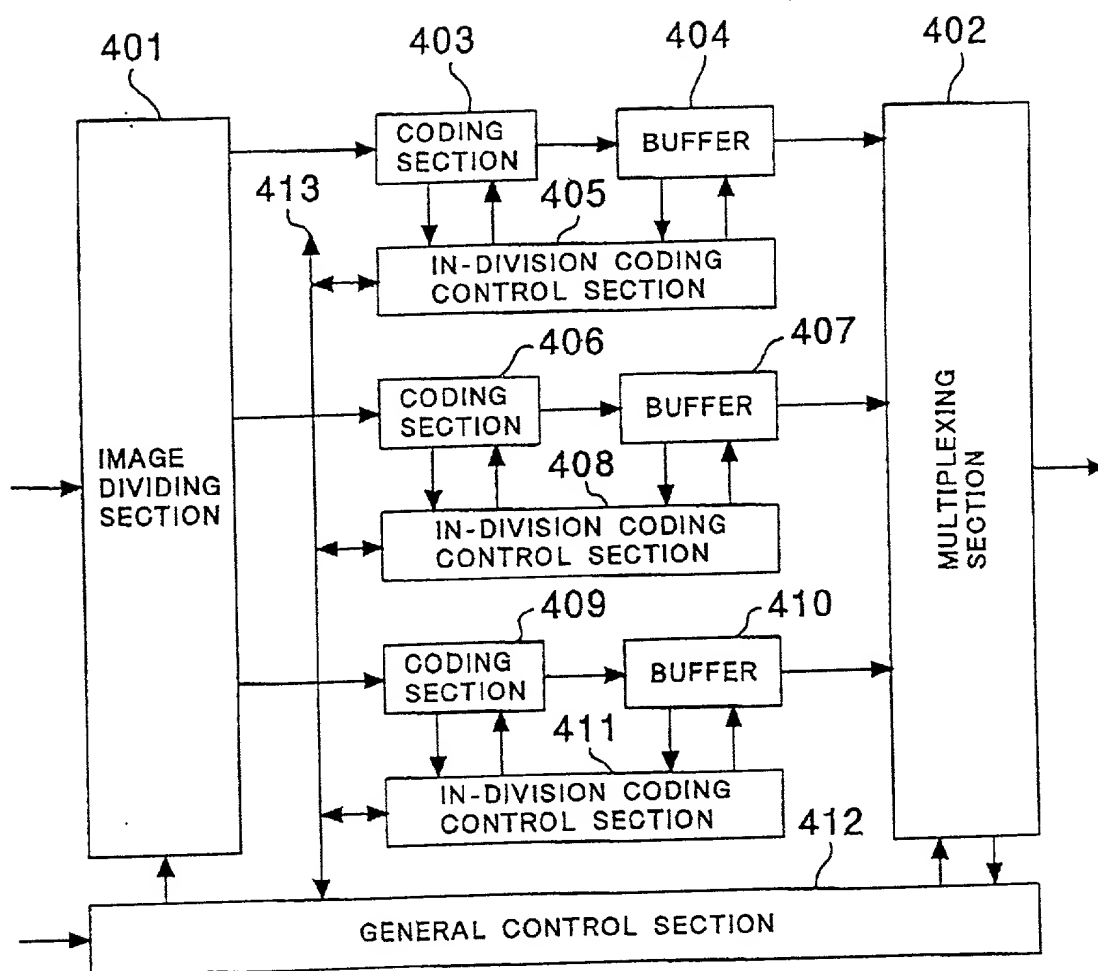 401
403
404
402
CODING
SECTION
BUFFER
413
405
IN-DIVISION CODING
CONTROL SECTION
406
407
CODING
SECTION
BUFFER
IMAGE
DIVIDING
SECTION
MULTIPLEXING
SECTION
408
IN-DIVISION CODING
CONTROL SECTION
409
410
CODING
SECTION
BUFFER
411
IN-DIVISION CODING
CONTROL SECTION
412
GENERAL CONTROL SECTION